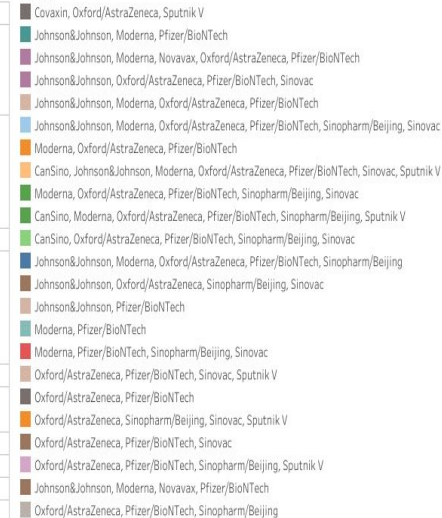 Covaxin, Oxford/AstraZeneca, Sputnik V
Johnson&Johnson, Moderna, Pfizer/BioNTech
Johnson&Johnson, Moderna, Novavax, Oxford/AstraZeneca, Pfizer/BioNTech
Johnson&Johnson, Oxford/AstraZeneca, Pfizer/BioNTech, Sinovac
Johnson&Johnson, Moderna, Oxford/AstraZeneca, Pfizer/BioNTech
Johnson&Johnson, Moderna, Oxford/AstraZeneca, Pfizer/BioNTech, Sinopharm/Beijing, Sinovac
Moderna, Oxford/AstraZeneca, Pfizer/BioNTech
CanSino, Johnson&Johnson, Moderna, Oxford/AstraZeneca, Pfizer/BioNTech, Sinovac, Sputnik V
Moderna, Oxford/AstraZeneca, Pfizer/BioNTech, Sinopharm/Beijing, Sinovac
CanSino, Moderna, Oxford/AstraZeneca, Pfizer/BioNTech, Sinopharm/Beijing, Sputnik V
CanSino, Oxford/AstraZeneca, Pfizer/BioNTech, Sinopharm/Beijing, Sinovac
Johnson&Johnson, Moderna, Oxford/AstraZeneca, Pfizer/BioNTech, Sinopharm/Beijing
Johnson&Johnson, Oxford/AstraZeneca, Sinopharm/Beijing, Sinovac
Johnson&Johnson, Pfizer/BioNTech
Moderna, Pfizer/BioNTech
Moderna, Pfizer/BioNTech, Sinopharm/Beijing, Sinovac
Oxford/AstraZeneca, Pfizer/BioNTech, Sinovac, Sputnik V
Oxford/AstraZeneca, Pfizer/BioNTech
Oxford/AstraZeneca, Sinopharm/Beijing, Sinovac, Sputnik V
Oxford/AstraZeneca, Pfizer/BioNTech, Sinovac
Oxford/AstraZeneca, Pfizer/BioNTech, Sinopharm/Beijing, Sputnik V
Johnson&Johnson, Moderna, Novavax, Pfizer/BioNTech
Oxford/AstraZeneca, Pfizer/BioNTech, Sinopharm/Beijing